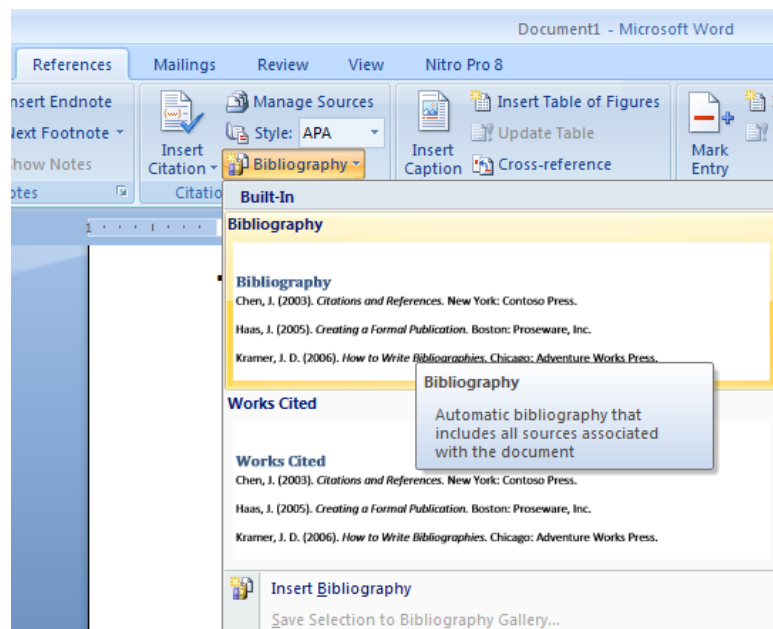 Document1 - Microsoft Word
References Mailings Review View Nitro Pro 8
nsert Endnote
Next Footnote
Show Notes
otes
Insert
Citation
Manage Sources
Style: APA
Bibliography
Citatio
Insert
Caption
Insert Table of Figures
Update Table
Cross-reference
Mark
Entry
1
Built-In
Bibliography
Bibliography
Chen, J. (2003). Citations and References. New York: Contoso Press.
Haas, J. (2005). Creating a Formal Publication. Boston: Proseware, Inc.
Kramer, J. D. (2006). How to Write Bibliographies. Chicago: Adventure Works Press.
Bibliography
Automatic bibliography that
includes all sources associated
with the document
Works Cited
Works Cited
Chen, J. (2003). Citations and References. New York: Contoso Press.
Haas, J. (2005). Creating a Formal Publication. Boston: Proseware, Inc.
Kramer, J. D. (2006). How to Write Bibliographies. Chicago: Adventure Works Press.
Insert Bibliography
Save Selection to Bibliography Gallery...